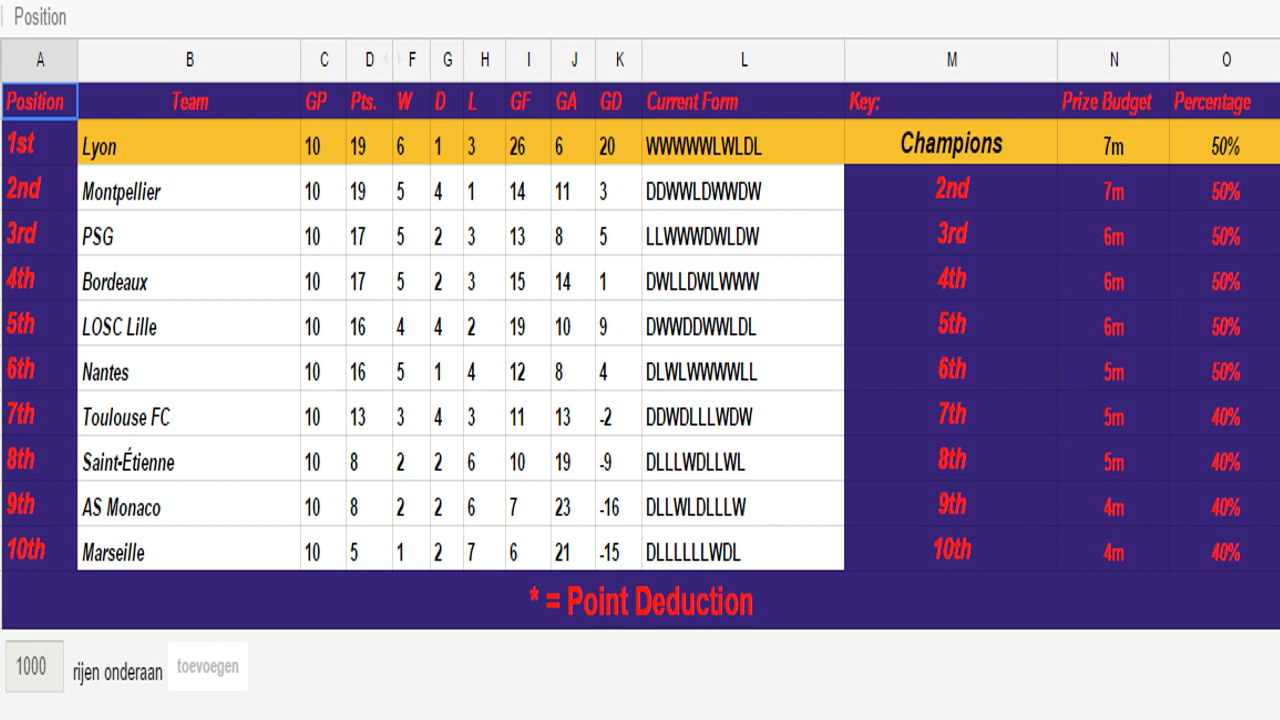 Position
A B C D F G H I J K L M N O
Position Team GP Pts. W D L GF GA GD Current Form Key: Prize Budget Percentage
1st Lyon 10 19 6 1 3 26 6 20 WWWWWLWLDL Champions 7m 50%
2nd Montpellier 10 19 5 4 1 14 11 3 DDWWLDWWDW 2nd 7m 50%
3rd PSG 10 17 5 2 3 13 8 5 LLWWWDWLDW 3rd 6m 50%
4th Bordeaux 10 17 5 2 3 15 14 1 DWLLDWLWWW 4th 6m 50%
5th LOSC Lille 10 16 4 4 2 19 10 9 DWWDDWWLDL 5th 6m 50%
6th Nantes 10 16 5 1 4 12 8 4 DLWLWWWWLL 6th 5m 50%
7th Toulouse FC 10 13 3 4 3 11 13 -2 DDWDLLLWDW 7th 5m 40%
8th Saint-Étienne 10 8 2 2 6 10 19 -9 DLLLWDLLWL 8th 5m 40%
9th AS Monaco 10 8 2 2 6 7 23 -16 DLLWLDLLLW 9th 4m 40%
10th Marseille 10 5 1 2 7 6 21 -15 DLLLLLLWDL 10th 4m 40%
* = Point Deduction
1000 rijen onderaan toevoegen